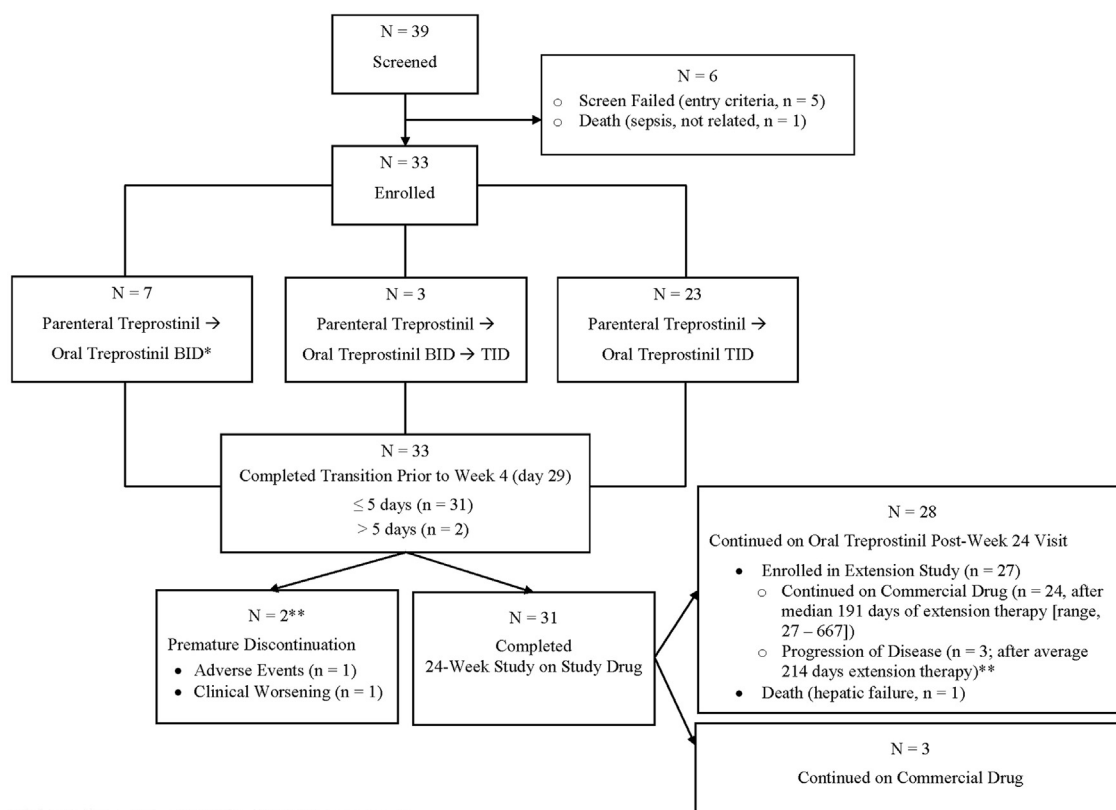 N = 39
Screened
N = 6
○ Screen Failed (entry criteria, n = 5)
○ Death (sepsis, not related, n = 1)
N = 33
Enrolled
N = 7
Parenteral Treprostinil →
Oral Treprostinil BID*
N = 3
Parenteral Treprostinil →
Oral Treprostinil BID → TID
N = 23
Parenteral Treprostinil →
Oral Treprostinil TID
N = 33
Completed Transition Prior to Week 4 (day 29)
≤ 5 days (n = 31)
> 5 days (n = 2)
N = 2**
Premature Discontinuation
• Adverse Events (n = 1)
• Clinical Worsening (n = 1)
N = 31
Completed
24-Week Study on Study Drug
N = 28
Continued on Oral Treprostinil Post-Week 24 Visit
• Enrolled in Extension Study (n = 27)
○ Continued on Commercial Drug (n = 24, after
median 191 days of extension therapy [range,
27 – 667])
○ Progression of Disease (n = 3; after average
214 days extension therapy)**
• Death (hepatic failure, n = 1)
N = 3
Continued on Commercial Drug